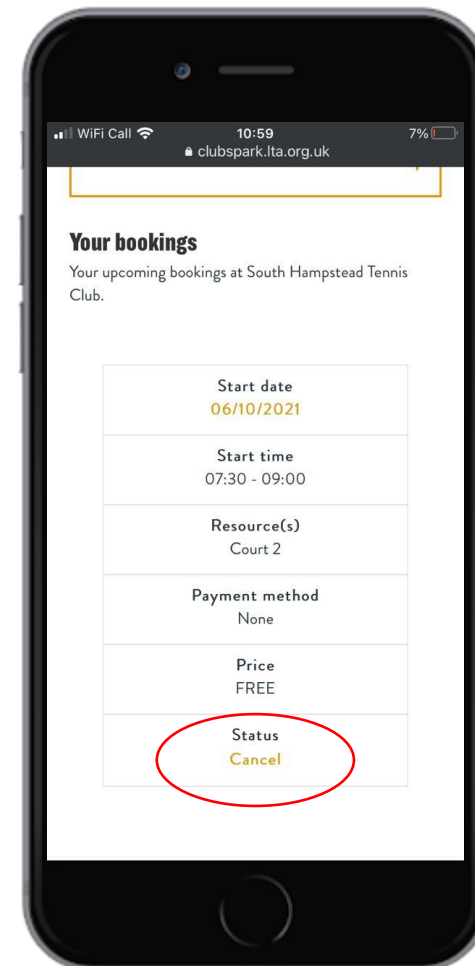 WiFi Call 10:59 7%
clubspark.lta.org.uk
Your bookings
Your upcoming bookings at South Hampstead Tennis
Club.
Start date
06/10/2021
Start time
07:30 - 09:00
Resource(s)
Court 2
Payment method
None
Price
FREE
Status
Cancel